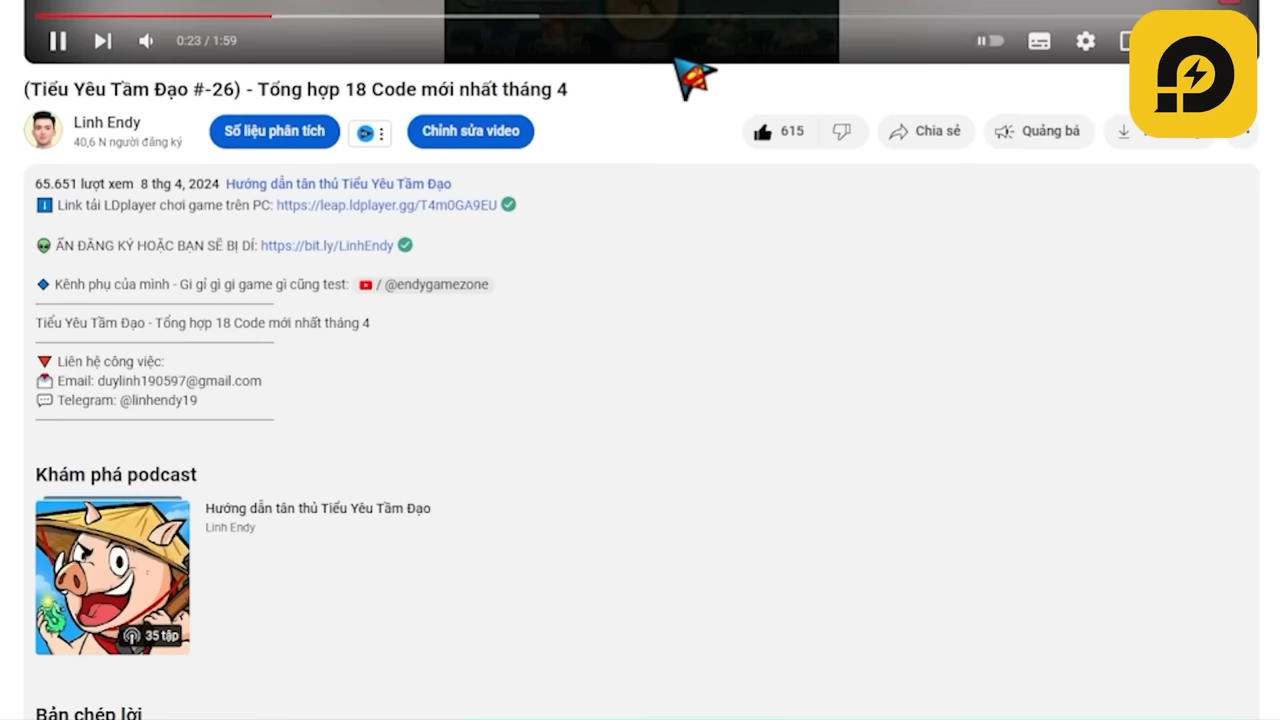 0:23 / 1:59
(Tiểu Yêu Tầm Đạo #-26) - Tổng hợp 18 Code mới nhất tháng 4
Linh Endy
40,6 N người đăng ký
Số liệu phân tích
Chỉnh sửa video
615
Chia sẻ
Quảng bá
65.651 lượt xem 8 thg 4, 2024 Hướng dẫn tân thủ Tiểu Yêu Tầm Đạo
Link tải LDplayer chơi game trên PC: https://leap.ldplayer.gg/T4m0GA9EU
ẤN ĐĂNG KÝ HOẶC BẠN SẼ BỊ DÍ: https://bit.ly/LinhEndy
Kênh phụ của mình - Gi gỉ gì gi game gì cũng test: / @endygamezone
Tiểu Yêu Tầm Đạo - Tổng hợp 18 Code mới nhất tháng 4
Liên hệ công việc:
Email: duylinh190597@gmail.com
Telegram: @linhendy19
Khám phá podcast
Hướng dẫn tân thủ Tiểu Yêu Tầm Đạo
Linh Endy
35 tập
Bản chép lời